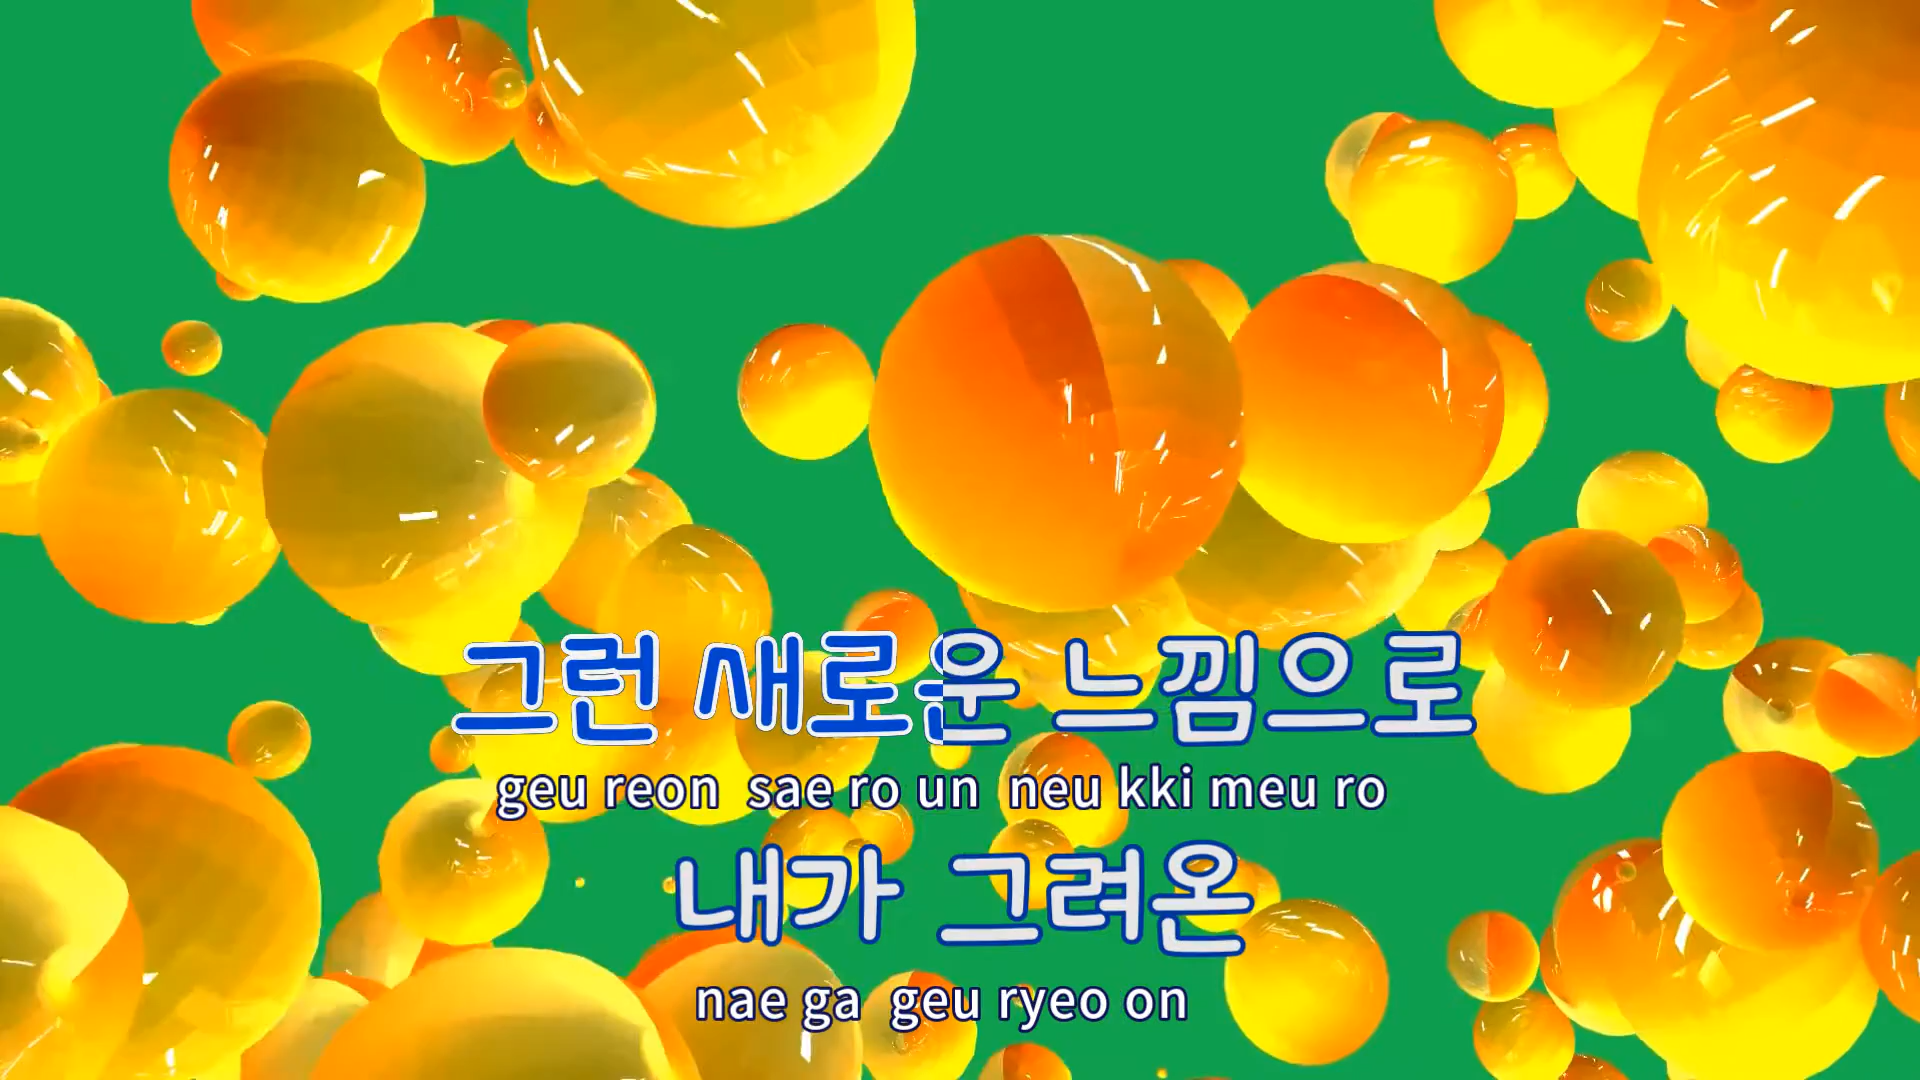 그런 새로운 느낌으로
geu reon sae ro un neu kki meu ro
내가 그려온
nae ga geu ryeo on